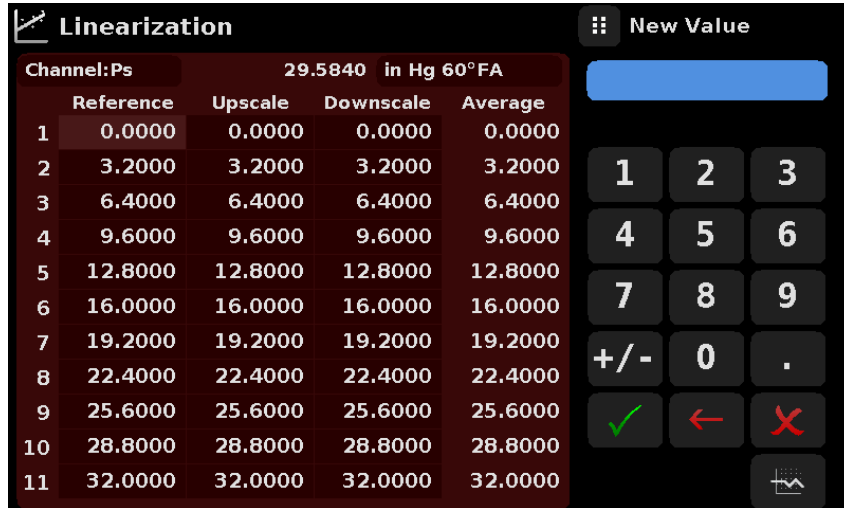 Linearization
Channel:Ps 29.5840 in Hg 60°FA
Reference Upscale Downscale Average
1 0.0000 0.0000 0.0000 0.0000
2 3.2000 3.2000 3.2000 3.2000
3 6.4000 6.4000 6.4000 6.4000
4 9.6000 9.6000 9.6000 9.6000
5 12.8000 12.8000 12.8000 12.8000
6 16.0000 16.0000 16.0000 16.0000
7 19.2000 19.2000 19.2000 19.2000
8 22.4000 22.4000 22.4000 22.4000
9 25.6000 25.6000 25.6000 25.6000
10 28.8000 28.8000 28.8000 28.8000
11 32.0000 32.0000 32.0000 32.0000
New Value
1 2 3
4 5 6
7 8 9
+/- 0 .